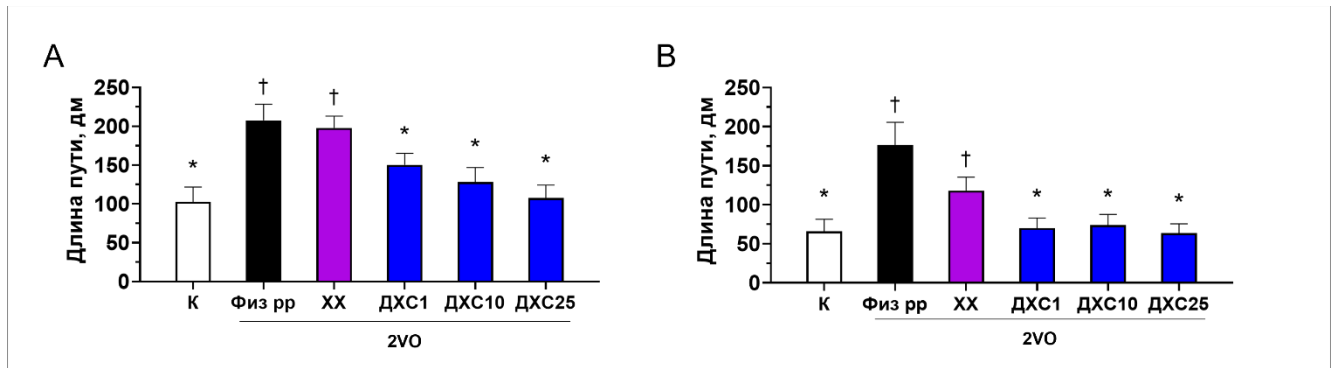 A
Длина пути, дм
250
200
150
100
50
0
*
†
†
*
*
*
К
Физ рр
ХХ
ДХС1
ДХС10
ДХС25
2VO
B
Длина пути, дм
250
200
150
100
50
0
*
†
†
*
*
*
К
Физ рр
ХХ
ДХС1
ДХС10
ДХС25
2VO